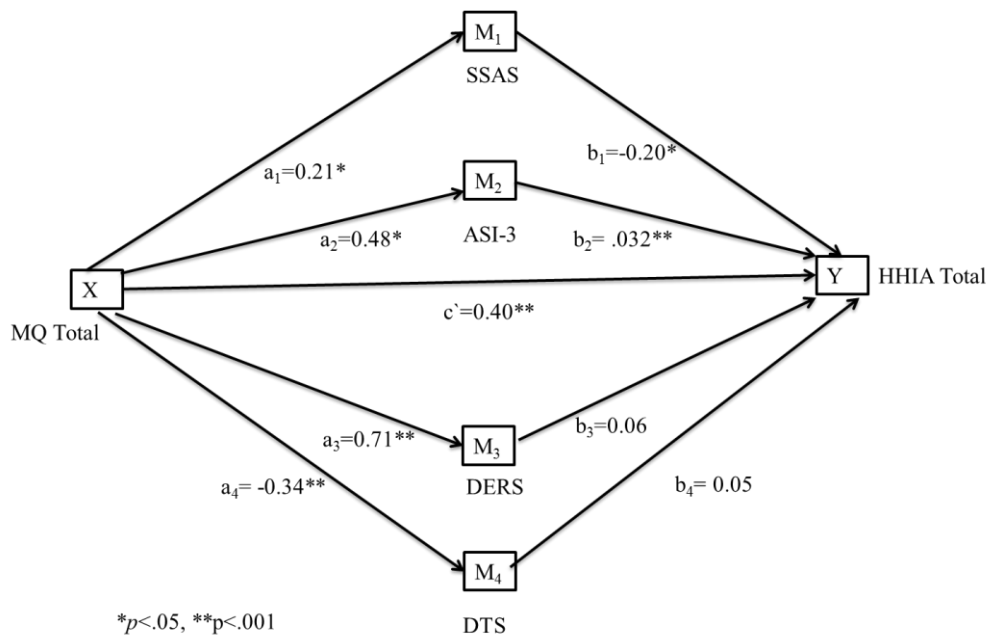 M₁
SSAS
a₁=0.21*
b₁=-0.20*
M₂
ASI-3
a₂=0.48*
b₂= .032**
X
MQ Total
c`=0.40**
Y
HHIA Total
a₃=0.71**
M₃
DERS
b₃=0.06
a₄= -0.34**
b₄= 0.05
M₄
DTS
*p<.05, **p<.001